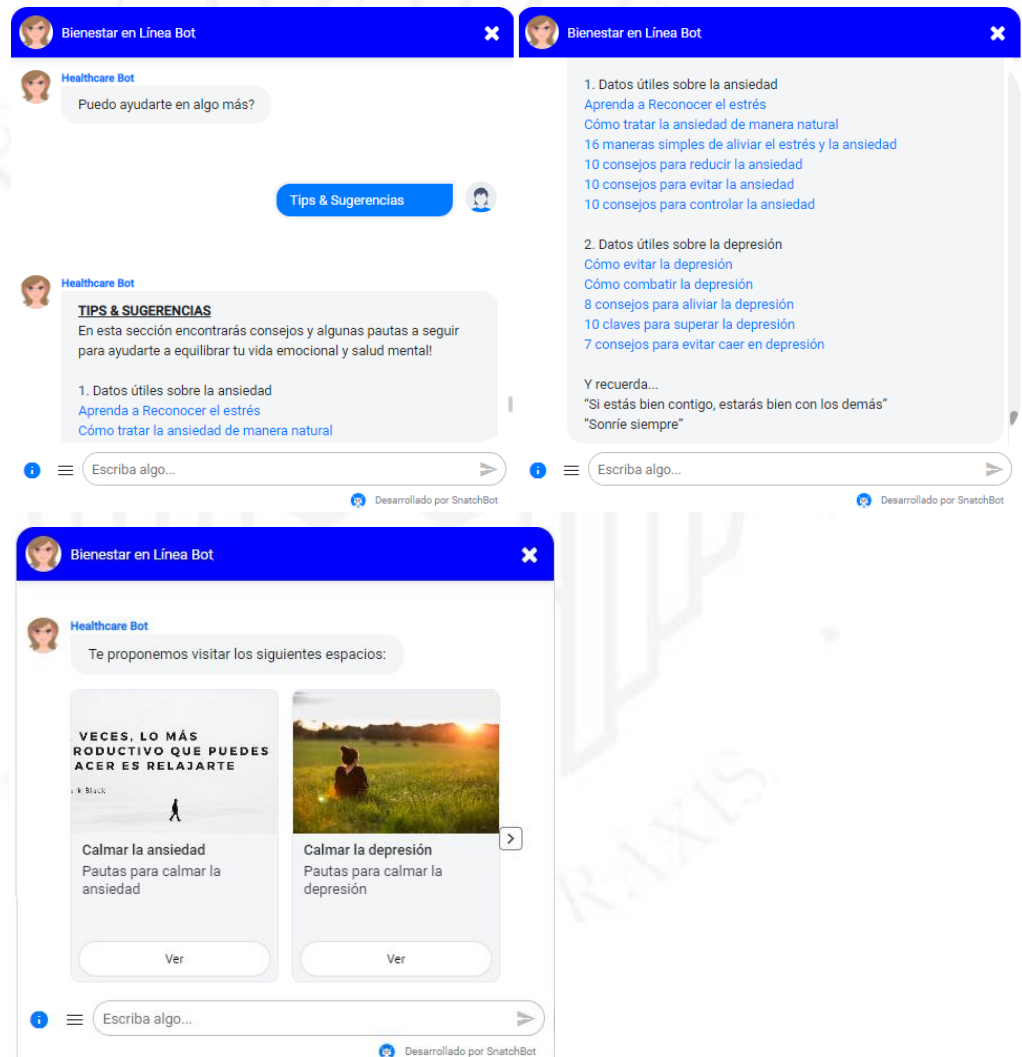 Bienestar en Línea Bot
Healthcare Bot
Puedo ayudarte en algo más?
Tips & Sugerencias
Healthcare Bot
TIPS & SUGERENCIAS
En esta sección encontrarás consejos y algunas pautas a seguir
para ayudarte a equilibrar tu vida emocional y salud mental!
1. Datos útiles sobre la ansiedad
Aprenda a Reconocer el estrés
Cómo tratar la ansiedad de manera natural
Escriba algo...
Desarrollado por SnatchBot
Bienestar en Línea Bot
1. Datos útiles sobre la ansiedad
Aprenda a Reconocer el estrés
Cómo tratar la ansiedad de manera natural
16 maneras simples de aliviar el estrés y la ansiedad
10 consejos para reducir la ansiedad
10 consejos para evitar la ansiedad
10 consejos para controlar la ansiedad
2. Datos útiles sobre la depresión
Cómo evitar la depresión
Cómo combatir la depresión
8 consejos para aliviar la depresión
10 claves para superar la depresión
7 consejos para evitar caer en depresión
Y recuerda...
“Si estás bien contigo, estarás bien con los demás”
“Sonríe siempre”
Escriba algo...
Desarrollado por SnatchBot
Bienestar en Línea Bot
Healthcare Bot
Te proponemos visitar los siguientes espacios:
VECES, LO MÁS
RODUCTIVO QUE PUEDES
ACER ES RELAJARTE
rk Black
Calmar la ansiedad
Pautas para calmar la
ansiedad
Ver
Calmar la depresión
Pautas para calmar la
depresión
Ver
Escriba algo...
Desarrollado por SnatchBot